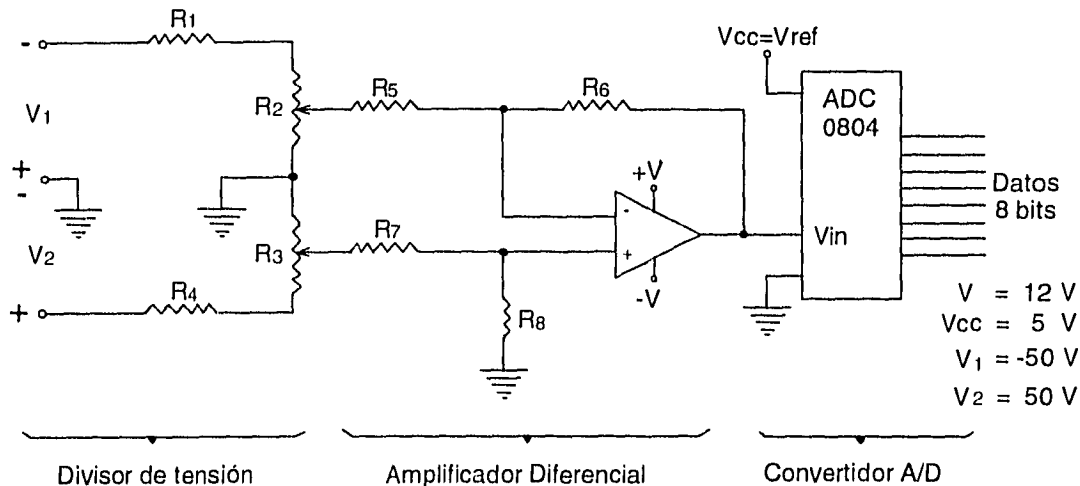 R1
-
V1
+
-
V2
+
R4
R2
R3
R5
R6
R7
R8
+V
-
+
-V
Vcc=Vref
ADC
0804
Vin
Datos
8 bits
V = 12 V
Vcc = 5 V
V1 = -50 V
V2 = 50 V
Divisor de tensión
Amplificador Diferencial
Convertidor A/D